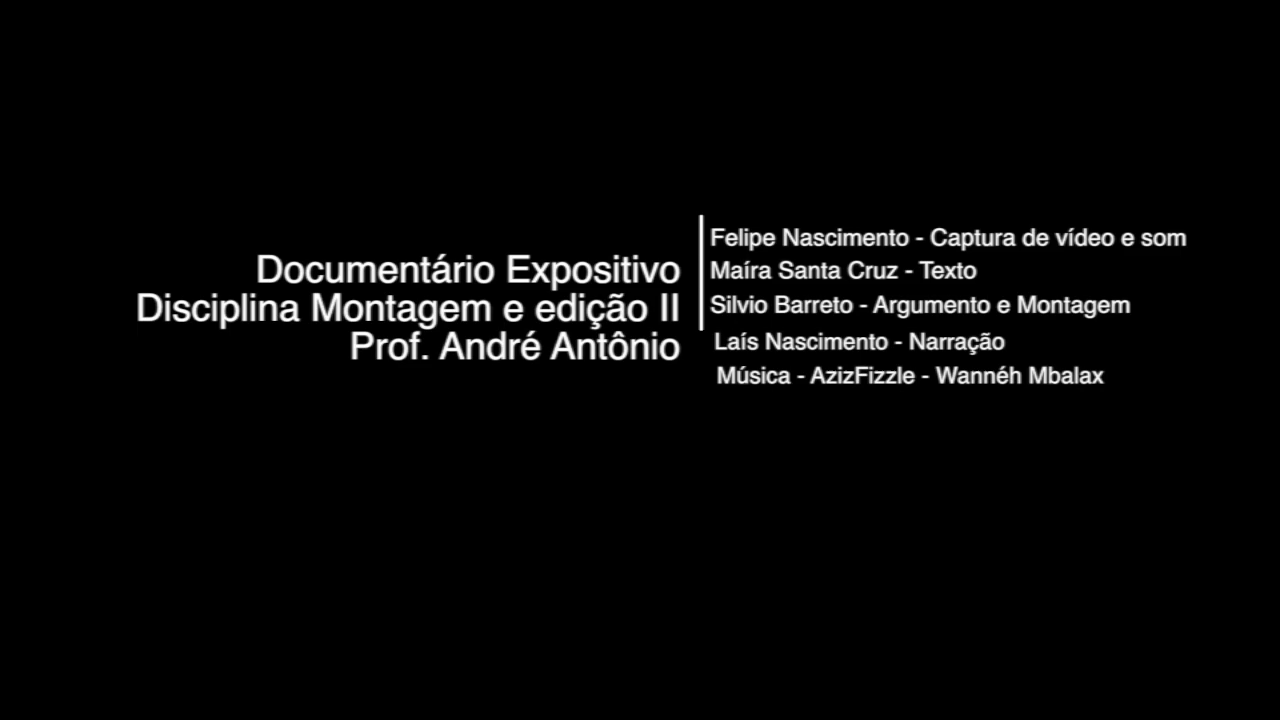 Documentário Expositivo
Disciplina Montagem e edição II
Prof. André Antônio
Felipe Nascimento - Captura de vídeo e som
Maíra Santa Cruz - Texto
Silvio Barreto - Argumento e Montagem
Laís Nascimento - Narração
Música - AzizFizzle - Wannéh Mbalax